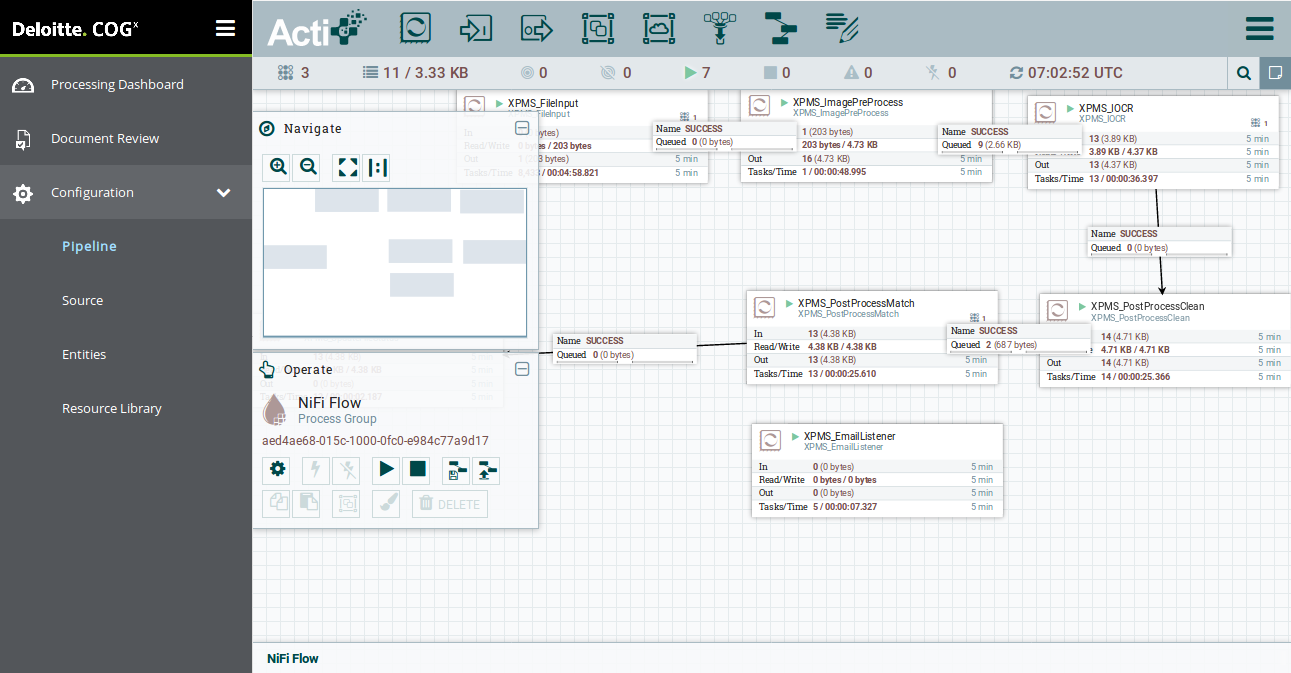 Deloitte. COGx
Processing Dashboard
Document Review
Configuration
Pipeline
Source
Entities
Resource Library
Acti
3
11 / 3.33 KB
0
0
7
0
0
0
07:02:52 UTC
Navigate
Operate
NiFi Flow
Process Group
aed4ae68-015c-1000-0fc0-e984c77a9d17
DELETE
XPMS_FileInput
XPMS_FileInput
1
In
Read/Write 0 bytes / 203 bytes
Out
5 min
Tasks/Time 00:04:58.821 5 min
Name SUCCESS
Queued 0 (0 bytes)
XPMS_ImagePreProcess
XPMS_ImagePreProcess
1 (203 bytes)
203 bytes / 4.73 KB
Out 16 (4.73 KB) 5 min
Tasks/Time 1 / 00:00:48.995 5 min
Name SUCCESS
Queued 9 (2.66 KB)
XPMS_IOCR
XPMS_IOCR
1
13 (3.89 KB) 5 min
3.89 KB / 4.37 KB 5 min
Out 13 (4.37 KB) 5 min
Tasks/Time 13 / 00:00:36.397 5 min
Name SUCCESS
Queued 0 (0 bytes)
XPMS_PostProcessMatch
XPMS_PostProcessMatch
1
In 13 (4.38 KB)
Read/Write 4.38 KB / 4.38 KB
Out 13 (4.38 KB) 5 min
Tasks/Time 13 / 00:00:25.610 5 min
Name SUCCESS
Queued 2 (687 bytes)
XPMS_PostProcessClean
XPMS_PostProcessClean
14 (4.71 KB) 5 min
4.71 KB / 4.71 KB 5 min
Out 14 (4.71 KB) 5 min
Tasks/Time 14 / 00:00:25.366 5 min
Name SUCCESS
Queued 0 (0 bytes)
XPMS_EmailListener
XPMS_EmailListener
In 0 (0 bytes) 5 min
Read/Write 0 bytes / 0 bytes 5 min
Out 0 (0 bytes) 5 min
Tasks/Time 5 / 00:00:07.327 5 min
NiFi Flow